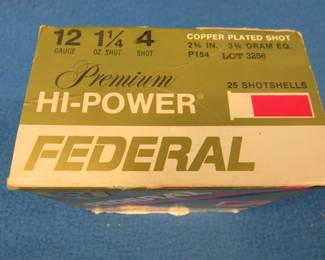 12 1¼ 4 COPPER PLATED SHOT
GAUGE OZ. SHOT SHOT 2¾ IN. 3¾ DRAM EQ.
P154 LOT 3256
Premium
HI-POWER® 25 SHOTSHELLS
FEDERAL